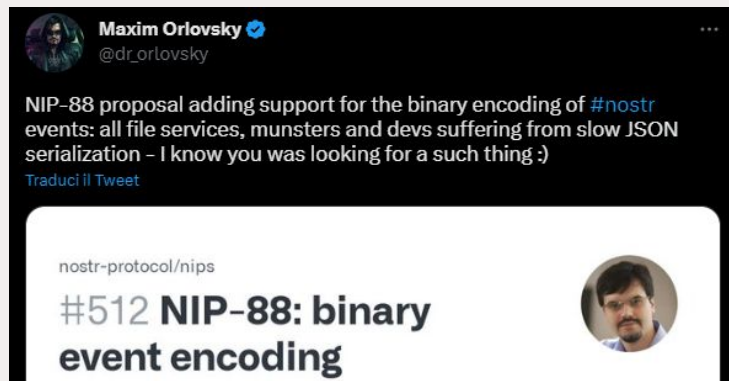 Maxim Orlovsky
@dr_orlovsky
NIP-88 proposal adding support for the binary encoding of #nostr
events: all file services, munsters and devs suffering from slow JSON
serialization – I know you was looking for a such thing :)
Traduci il Tweet
nostr-protocol/nips
#512 NIP-88: binary
event encoding